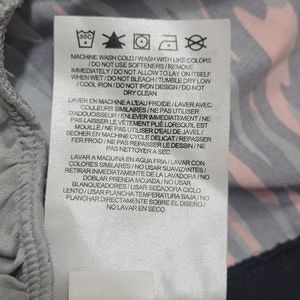 MACHINE WASH COLD / WASH WITH LIKE COLORS
/ DO NOT USE SOFTENERS / REMOVE
IMMEDIATELY / DO NOT ALLOW TO LAY ON ITSELF
WHEN WET / DO NOT BLEACH / TUMBLE DRY LOW
/ COOL IRON / DO NOT IRON DESIGN / DO NOT
DRY CLEAN
LAVER EN MACHINE A L'EAU FROIDE / LAVER AVEC
COULEURS SIMILAIRES / NE PAS UTILISER
D'ADOUCISSEUR / ENLEVER IMMÉDIATEMENT / NE
PAS LAISSER LE VÊTEMENT PLIÉ LORSQU'IL EST
MOUILLÉ / NE PAS UTILISER D'EAU DE JAVEL /
SECHER EN MACHINE CYCLE DELICAT / REPASSER
FER FROID / NE PAS REPASSER LE DESSIN / NE
PAS NETTOYER A SEC
LAVAR A MAQUINA EN AGUA FRIA / LAVAR CON
COLORES SIMILARES / NO USAR SUAVIZANTES /
RETIRAR INMEDIATAMENTE DE LA LAVADORA / NO
DOBLAR PRENDA MOJADA / NO USAR
BLANQUEADORES / USAR SECADORA CICLO
LENTO / USAR PLANCHA TEMPERATURA BAJA / NO
PLANCHAR DIRECTAMENTE SOBRE EL DISEÑO /
NO LAVAR EN SECO